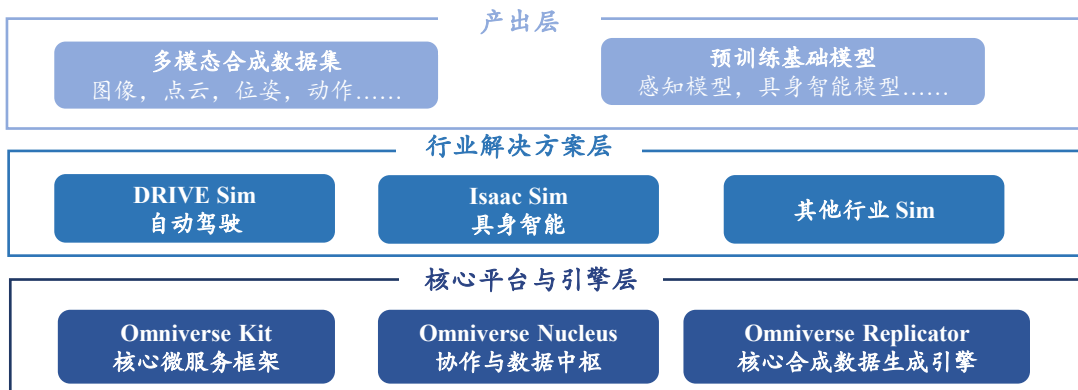 产出层
多模态合成数据集
图像，点云，位姿，动作……
预训练基础模型
感知模型，具身智能模型……
行业解决方案层
DRIVE Sim
自动驾驶
Isaac Sim
具身智能
其他行业 Sim
核心平台与引擎层
Omniverse Kit
核心微服务框架
Omniverse Nucleus
协作与数据中枢
Omniverse Replicator
核心合成数据生成引擎